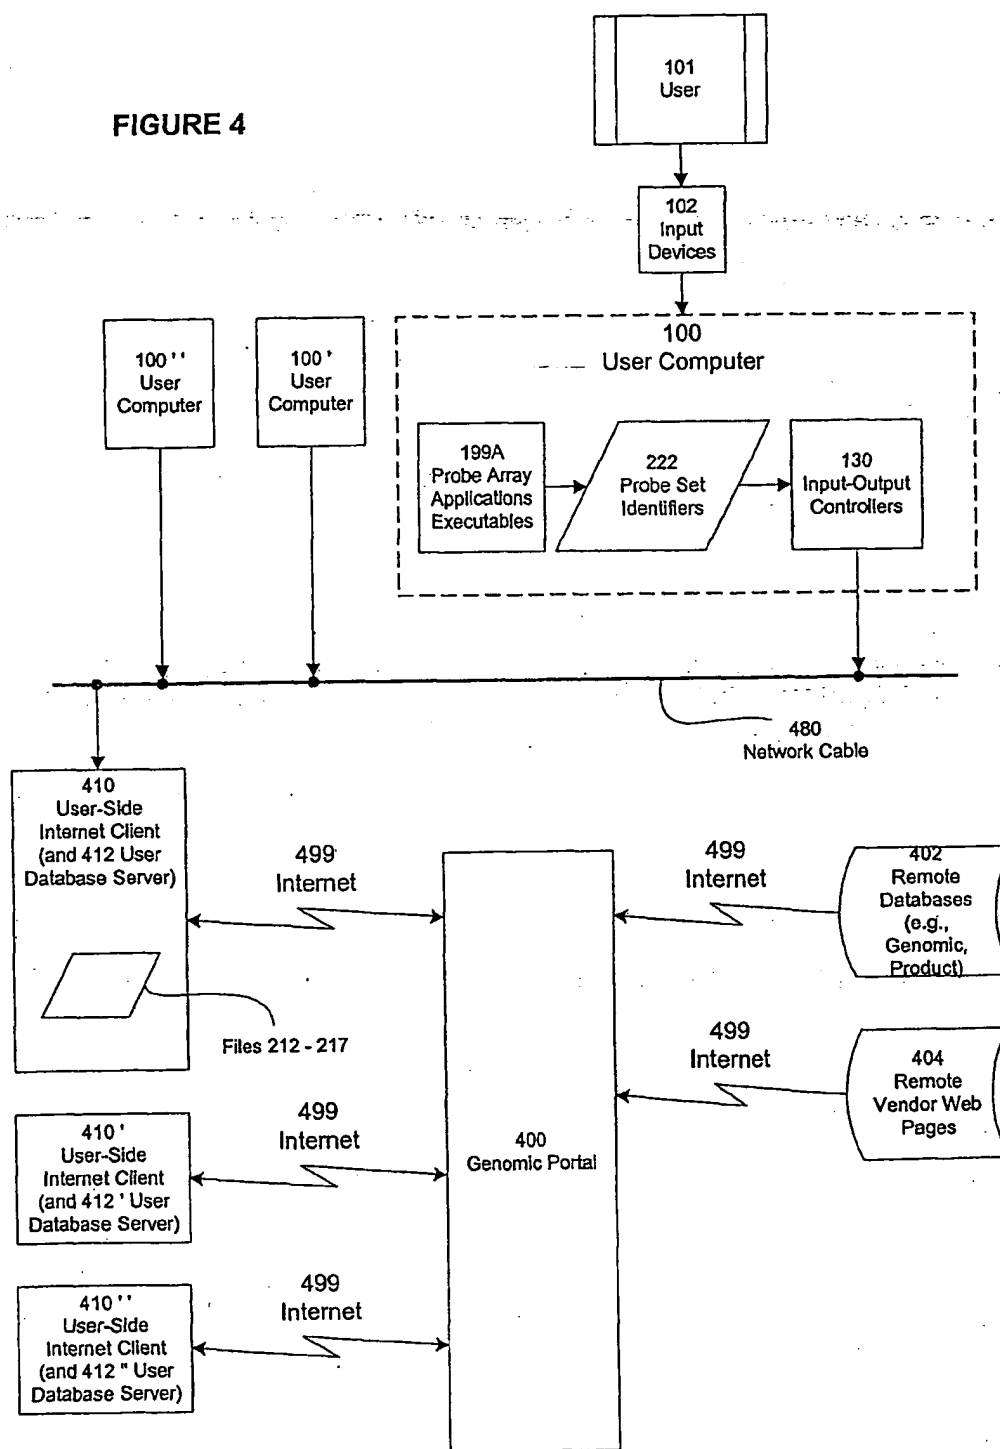 FIGURE 4
101
User
102
Input
Devices
100 ' '
User
Computer
100 '
User
Computer
100
User Computer
199A
Probe Array
Applications
Executables
222
Probe Set
Identifiers
130
Input-Output
Controllers
480
Network Cable
410
User-Side
Internet Client
(and 412 User
Database Server)
Files 212 - 217
499
Internet
499
Internet
402
Remote
Databases
(e.g.,
Genomic,
Product)
499
Internet
404
Remote
Vendor Web
Pages
400
Genomic Portal
410 '
User-Side
Internet Client
(and 412 ' User
Database Server)
499
Internet
410 ' '
User-Side
Internet Client
(and 412 " User
Database Server)
499
Internet